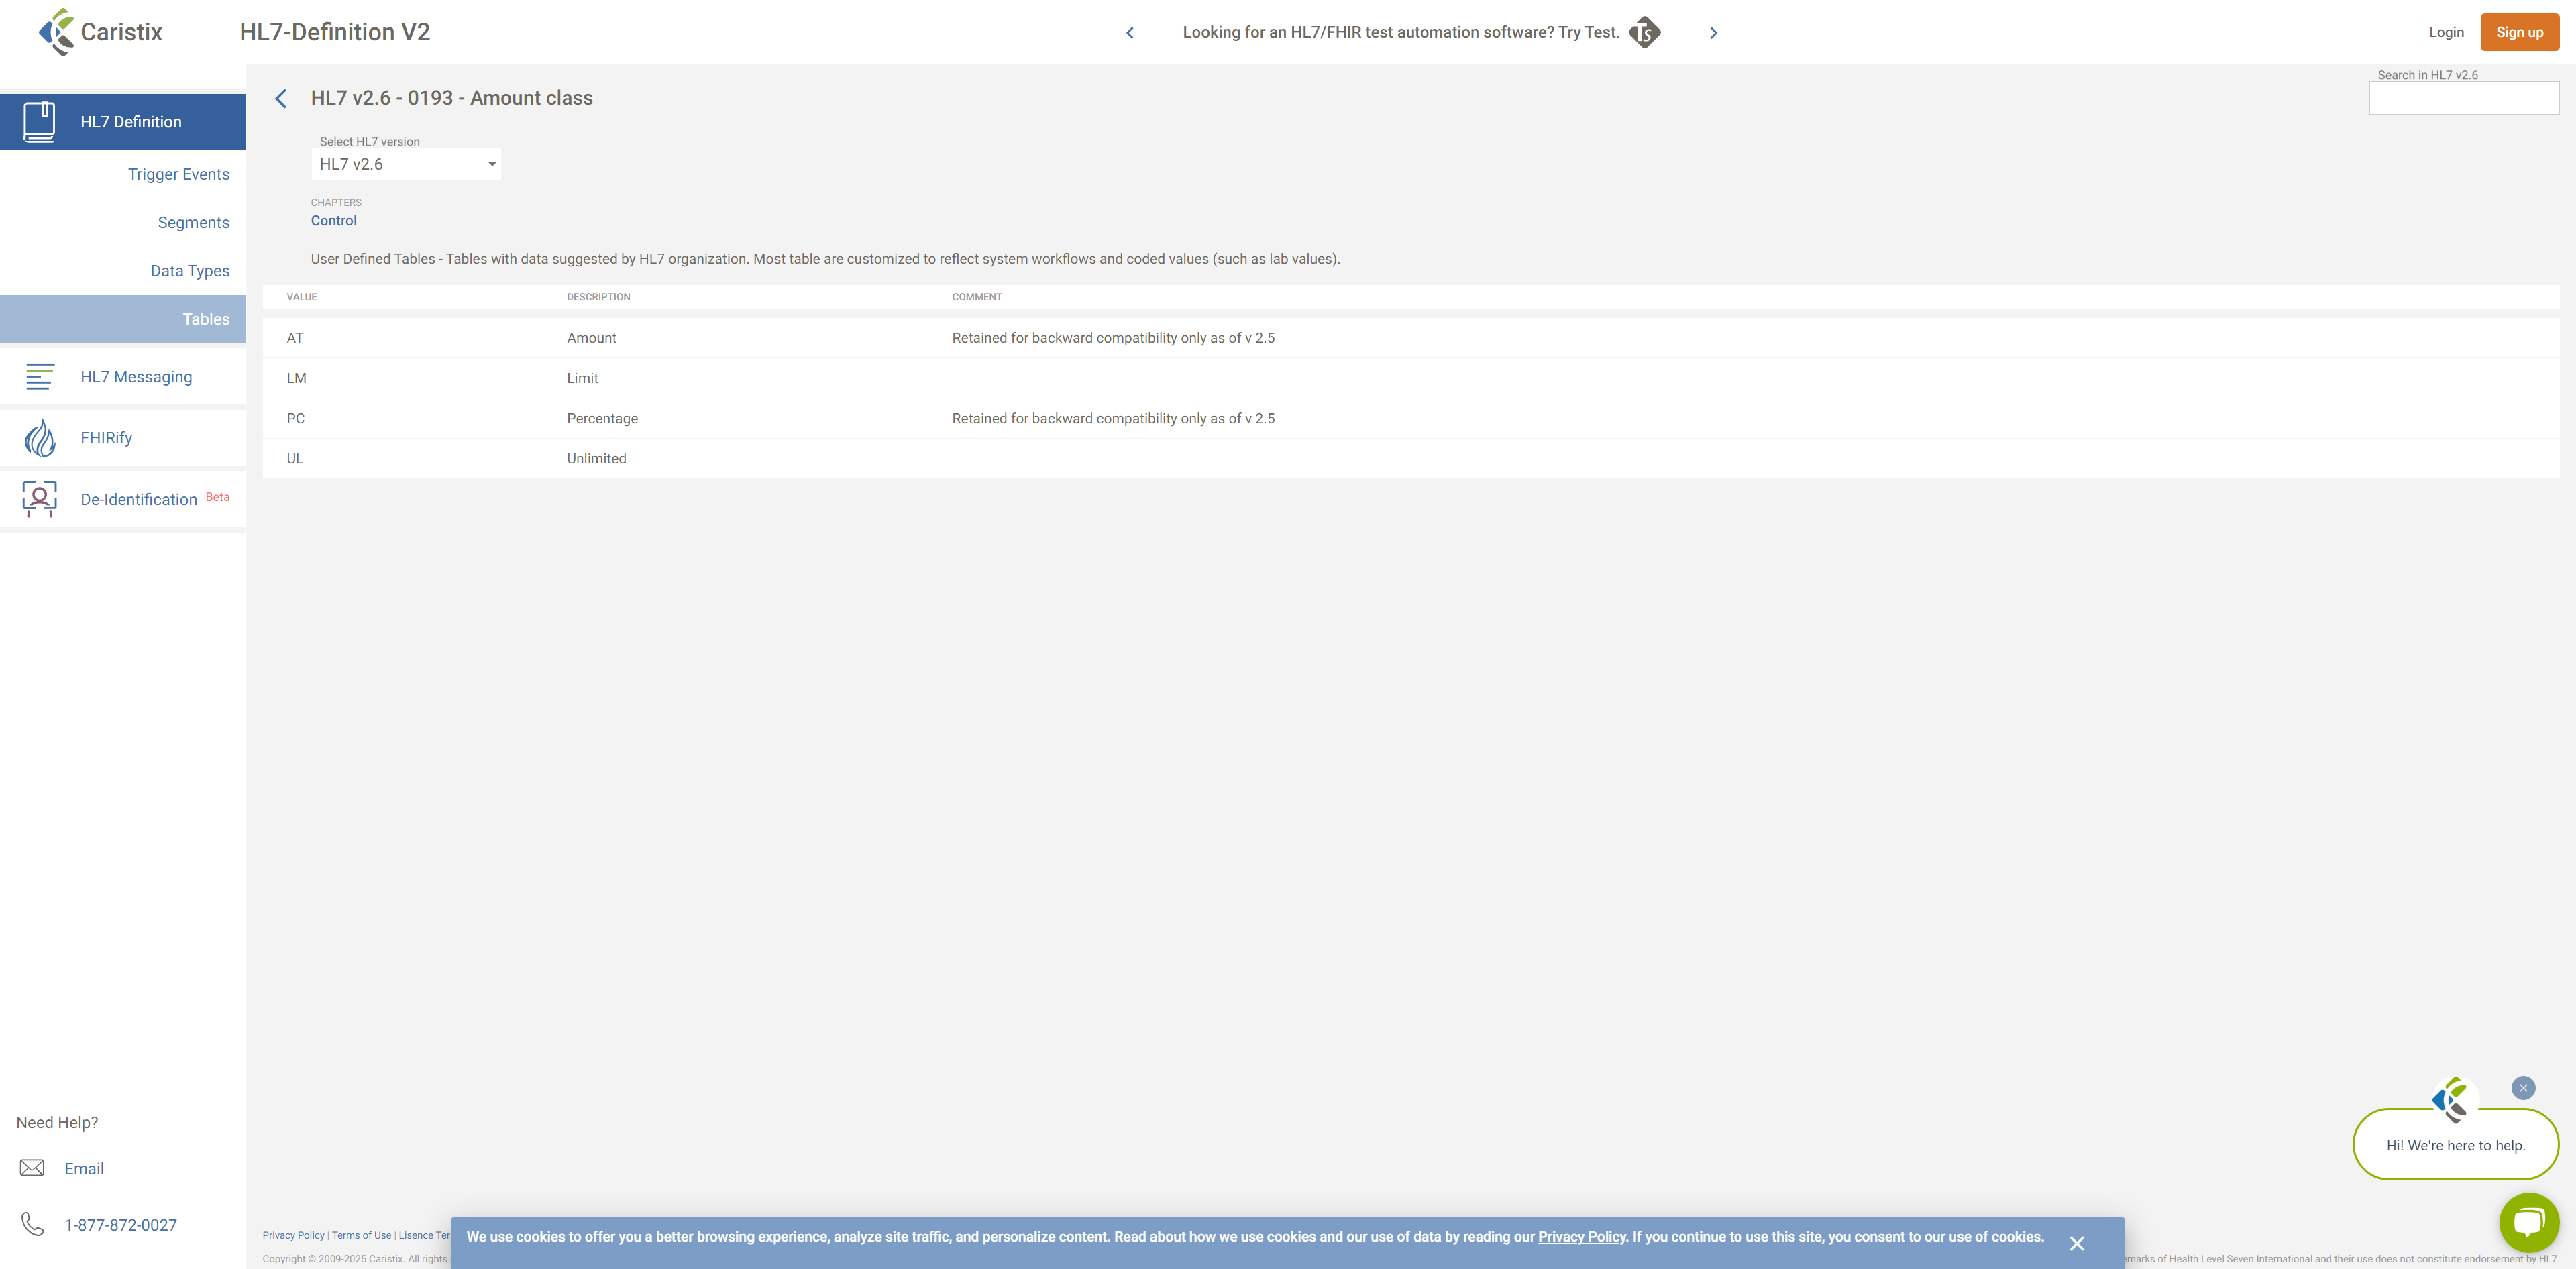 Caristix
HL7-Definition V2
Looking for an HL7/FHIR test automation software? Try Test.
Ts
Login
Sign up
HL7 Definition
Trigger Events
Segments
Data Types
Tables
HL7 Messaging
FHIRify
De-Identification Beta
HL7 v2.6 - 0193 - Amount class
Search in HL7 v2.6
Select HL7 version
HL7 v2.6
CHAPTERS
Control
User Defined Tables - Tables with data suggested by HL7 organization. Most table are customized to reflect system workflows and coded values (such as lab values).
VALUE DESCRIPTION COMMENT
AT Amount Retained for backward compatibility only as of v 2.5
LM Limit
PC Percentage Retained for backward compatibility only as of v 2.5
UL Unlimited
Need Help?
Email
1-877-872-0027
Hi! We're here to help.
Privacy Policy | Terms of Use | Lisence Ter
We use cookies to offer you a better browsing experience, analyze site traffic, and personalize content. Read about how we use cookies and our use of data by reading our Privacy Policy. If you continue to use this site, you consent to our use of cookies.
Copyright © 2009-2025 Caristix. All rights
emarks of Health Level Seven International and their use does not constitute endorsement by HL7.